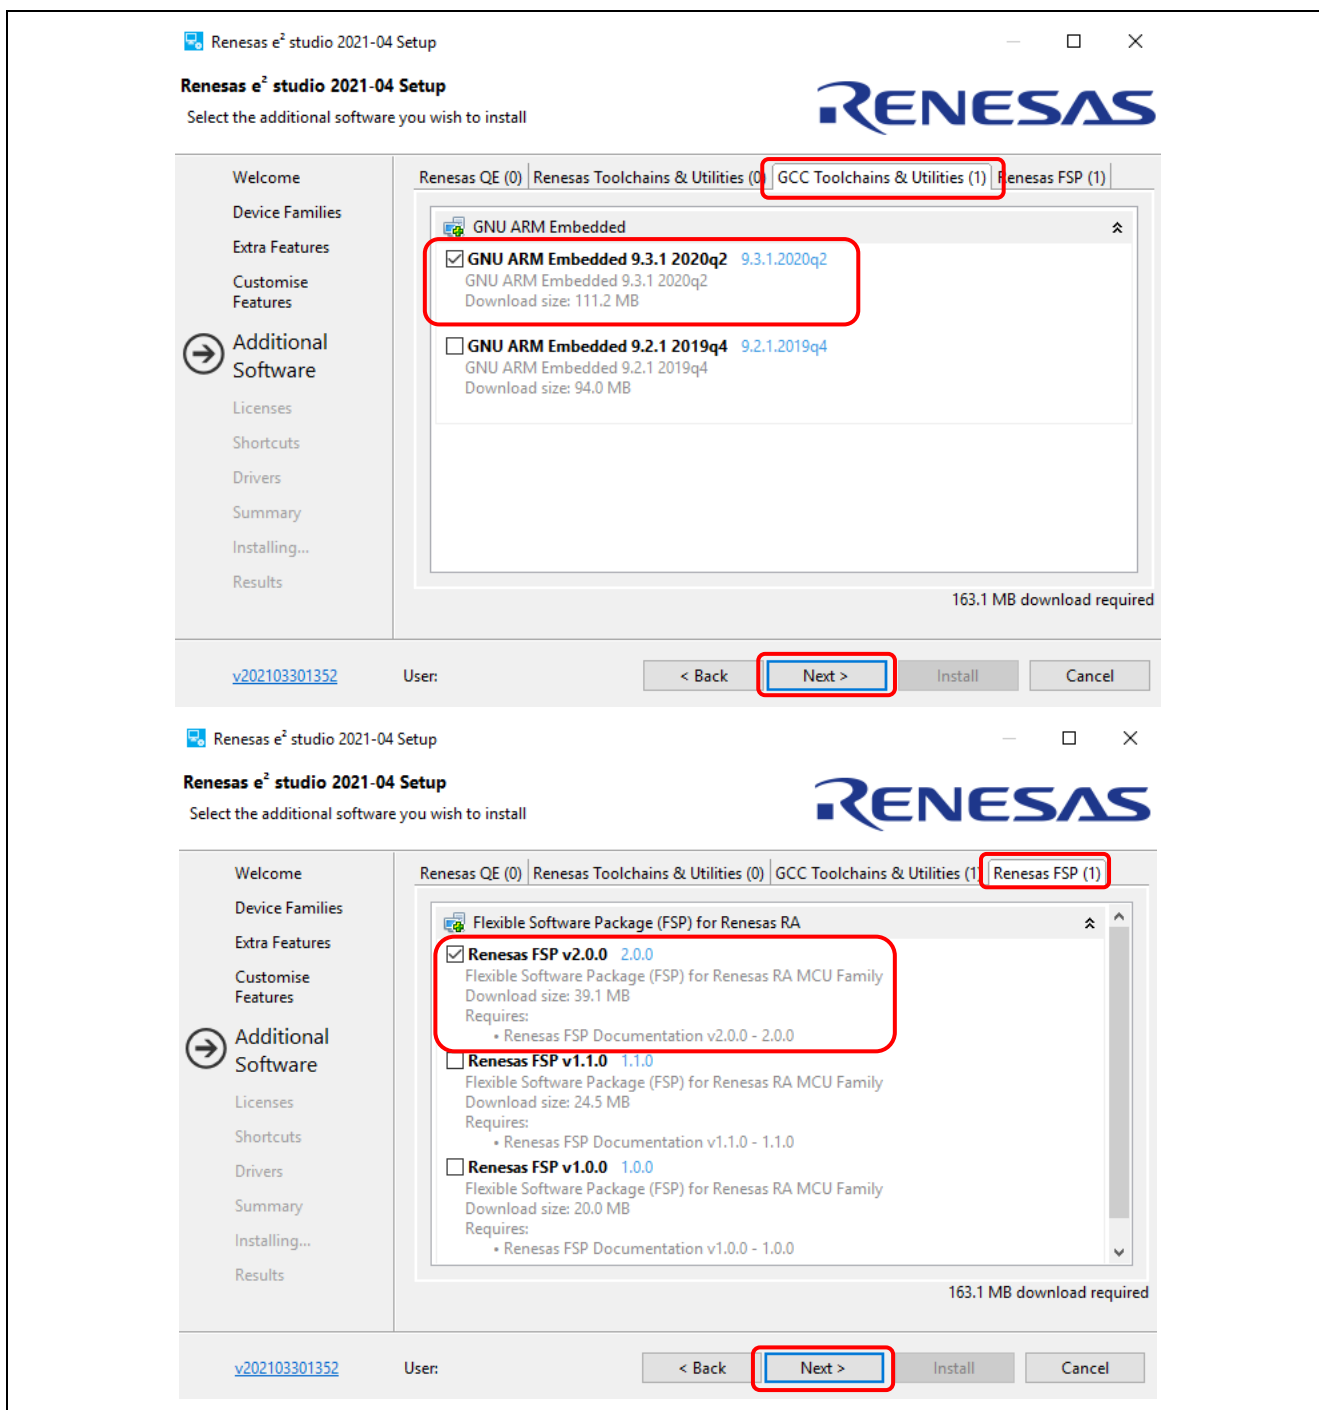 Renesas e² studio 2021-04 Setup
Renesas e² studio 2021-04 Setup
Select the additional software you wish to install
RENESAS
Welcome
Device Families
Extra Features
Customise
Features
Additional
Software
Licenses
Shortcuts
Drivers
Summary
Installing...
Results
Renesas QE (0) Renesas Toolchains & Utilities (0) GCC Toolchains & Utilities (1) Renesas FSP (1)
GNU ARM Embedded
GNU ARM Embedded 9.3.1 2020q2 9.3.1.2020q2
GNU ARM Embedded 9.3.1 2020q2
Download size: 111.2 MB
GNU ARM Embedded 9.2.1 2019q4 9.2.1.2019q4
GNU ARM Embedded 9.2.1 2019q4
Download size: 94.0 MB
163.1 MB download required
v202103301352 User: < Back Next > Install Cancel
Renesas e² studio 2021-04 Setup
Renesas e² studio 2021-04 Setup
Select the additional software you wish to install
RENESAS
Welcome
Device Families
Extra Features
Customise
Features
Additional
Software
Licenses
Shortcuts
Drivers
Summary
Installing...
Results
Renesas QE (0) Renesas Toolchains & Utilities (0) GCC Toolchains & Utilities (1) Renesas FSP (1)
Flexible Software Package (FSP) for Renesas RA
Renesas FSP v2.0.0 2.0.0
Flexible Software Package (FSP) for Renesas RA MCU Family
Download size: 39.1 MB
Requires:
• Renesas FSP Documentation v2.0.0 - 2.0.0
Renesas FSP v1.1.0 1.1.0
Flexible Software Package (FSP) for Renesas RA MCU Family
Download size: 24.5 MB
Requires:
• Renesas FSP Documentation v1.1.0 - 1.1.0
Renesas FSP v1.0.0 1.0.0
Flexible Software Package (FSP) for Renesas RA MCU Family
Download size: 20.0 MB
Requires:
• Renesas FSP Documentation v1.0.0 - 1.0.0
163.1 MB download required
v202103301352 User: < Back Next > Install Cancel